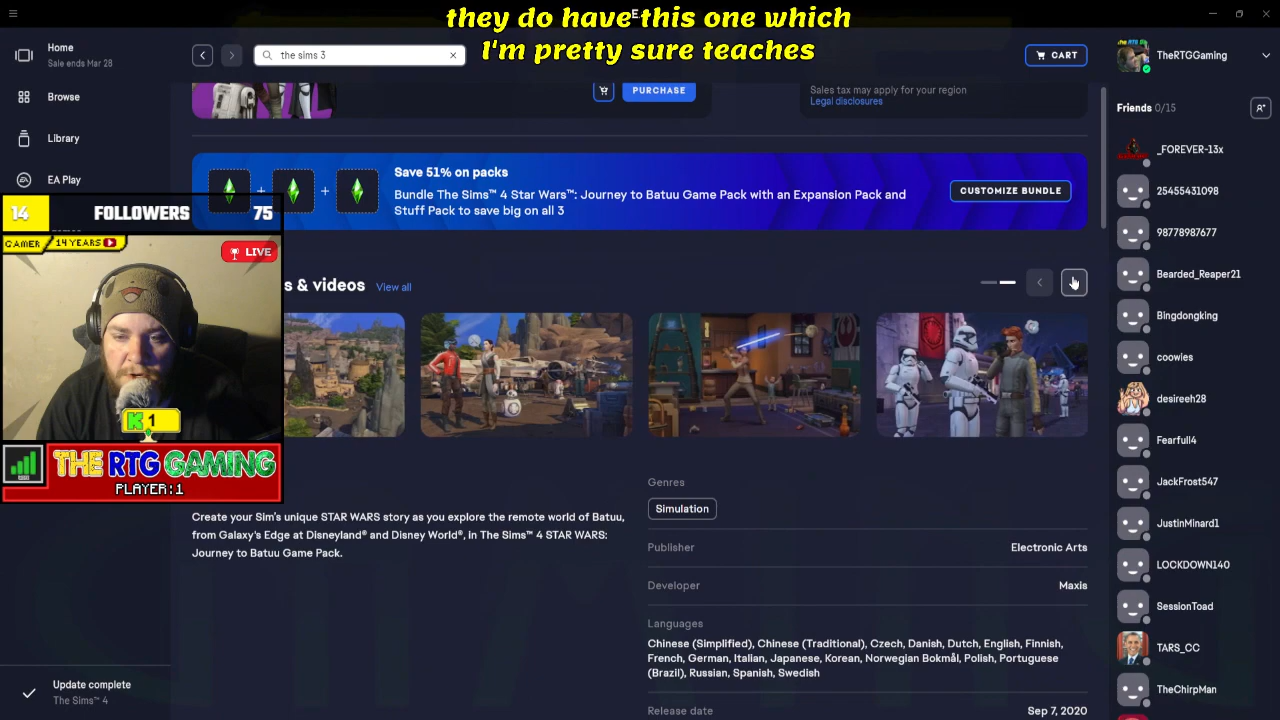 they do have this one which
I'm pretty sure teaches
Home
Sale ends Mar 28
the sims 3
CART
TheRTGGaming
Browse
PURCHASE
Sales tax may apply for your region
Legal disclosures
Friends 0/15
Library
_FOREVER-13x
EA Play
Save 51% on packs
Bundle The Sims™ 4 Star Wars™: Journey to Batuu Game Pack with an Expansion Pack and
Stuff Pack to save big on all 3
CUSTOMIZE BUNDLE
25454431098
14 FOLLOWERS 75
98778987677
GAMER 14 YEARS
LIVE
Bearded_Reaper21
s & videos
View all
Bingdongking
coowies
desireeh28
K 1
Fearfull4
THE RTG GAMING
PLAYER:1
Genres
Simulation
JackFrost547
Create your Sim's unique STAR WARS story as you explore the remote world of Batuu,
from Galaxy's Edge at Disneyland® and Disney World®, in The Sims™ 4 STAR WARS:
Journey to Batuu Game Pack.
JustinMinard1
Publisher
Electronic Arts
LOCKDOWN140
Developer
Maxis
SessionToad
Languages
Chinese (Simplified), Chinese (Traditional), Czech, Danish, Dutch, English, Finnish,
French, German, Italian, Japanese, Korean, Norwegian Bokmål, Polish, Portuguese
(Brazil), Russian, Spanish, Swedish
TARS_CC
Update complete
The Sims™ 4
TheChirpMan
Release date
Sep 7, 2020